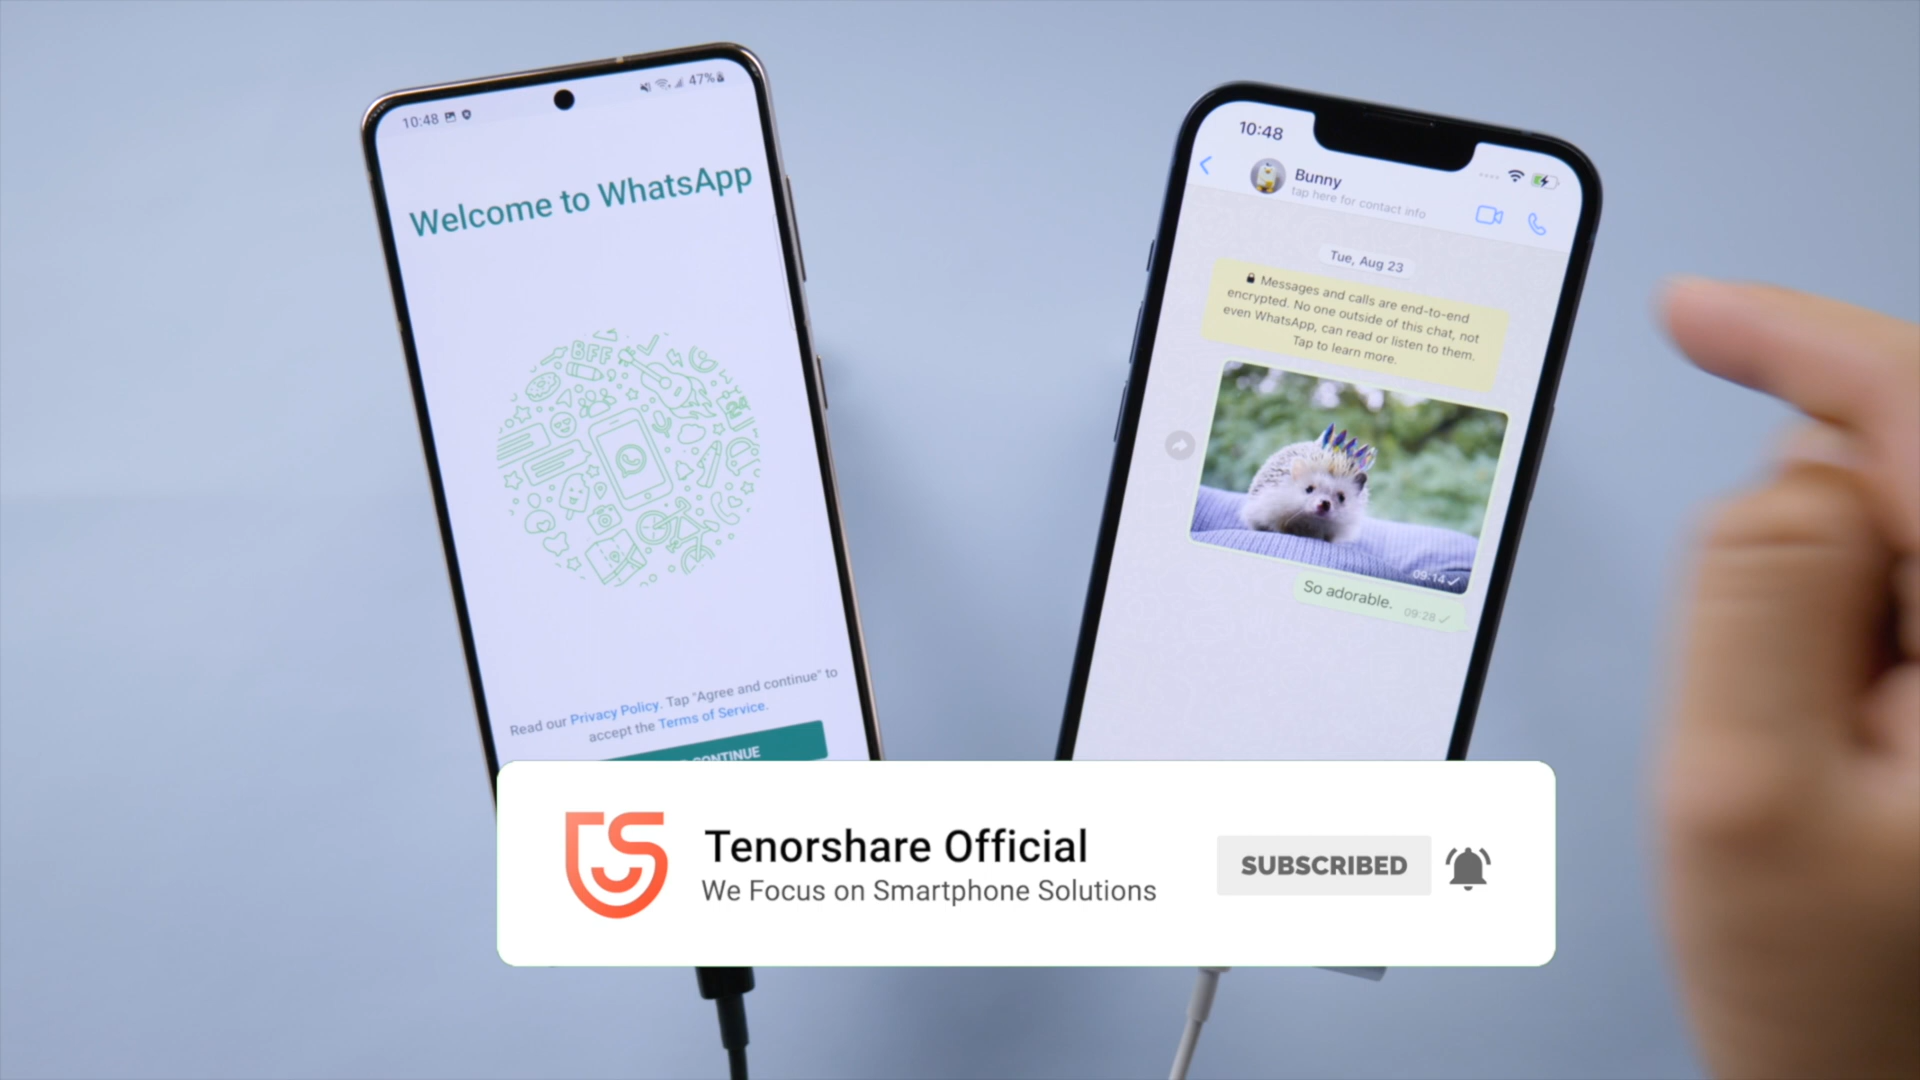 10:48
47%
Welcome to WhatsApp
BFF
Read our Privacy Policy. Tap "Agree and continue" to
accept the Terms of Service.
CONTINUE
10:48
Bunny
tap here for contact info
Tue, Aug 23
Messages and calls are end-to-end
encrypted. No one outside of this chat, not
even WhatsApp, can read or listen to them.
Tap to learn more.
09:14
So adorable. 09:28
Tenorshare Official
We Focus on Smartphone Solutions
SUBSCRIBED